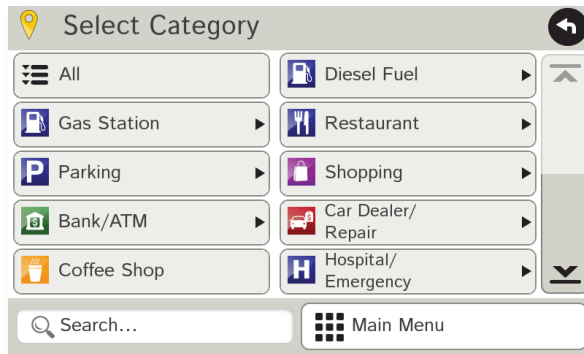 Select Category
All
Diesel Fuel
Gas Station
Restaurant
P Parking
Shopping
$ Bank/ATM
$ Car Dealer/
Repair
Coffee Shop
H Hospital/
Emergency
Search...
Main Menu